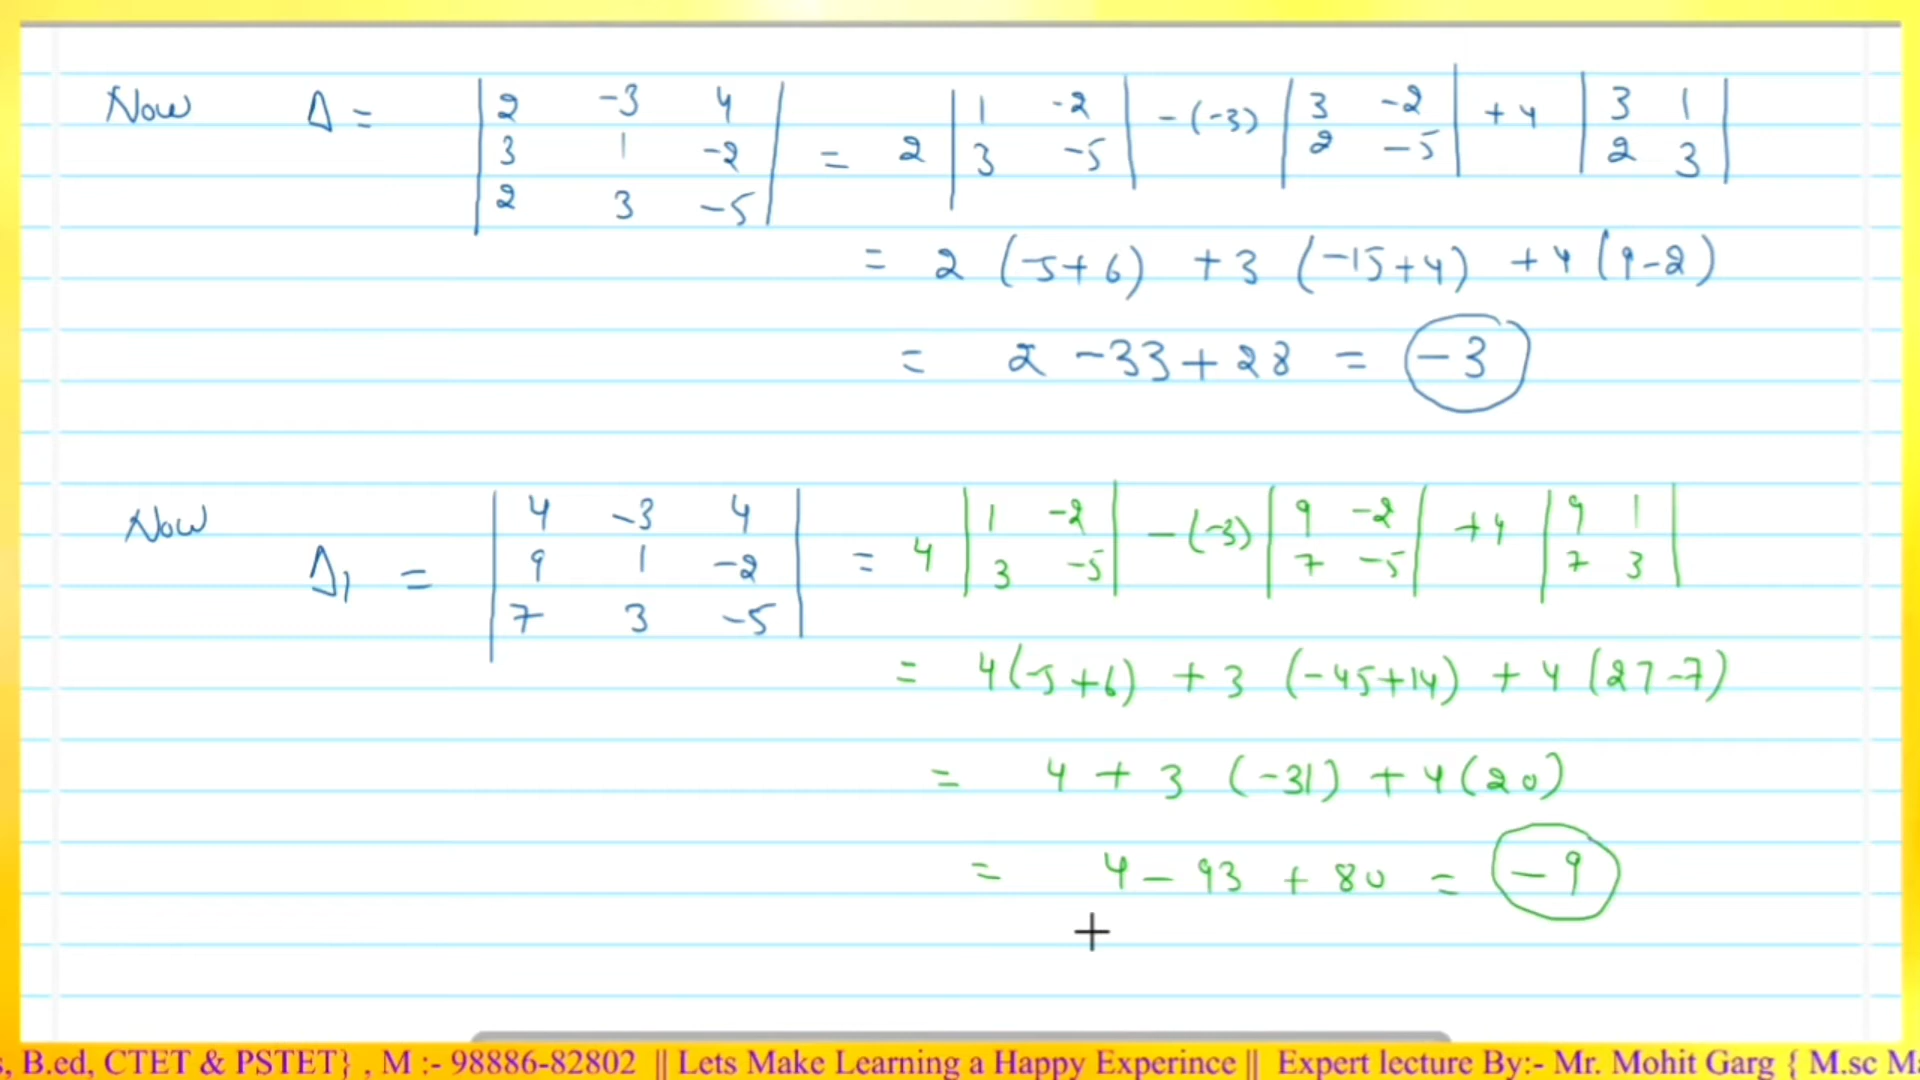 Now Δ = | 2 -3 4 | = 2 | 1 -2 | -(-3) | 3 -2 | +4 | 3 1 |
| 3 1 -2 | | 3 -5 | | 2 -5 | | 2 3 |
| 2 3 -5 |
= 2 (-5+6) +3 (-15+4) +4 (9-2)
= 2 -33+28 = -3
Now Δ1 = | 4 -3 4 | = 4 | 1 -2 | -(-3) | 9 -2 | +4 | 9 1 |
| 9 1 -2 | | 3 -5 | | 7 -5 | | 7 3 |
| 7 3 -5 |
= 4(-5+6) +3 (-45+14) +4 (27-7)
= 4 + 3 (-31) +4(20)
= 4 - 93 + 80 = -9
s, B.ed, CTET & PSTET} , M :- 98886-82802 || Lets Make Learning a Happy Experince || Expert lecture By:- Mr. Mohit Garg { M.sc M